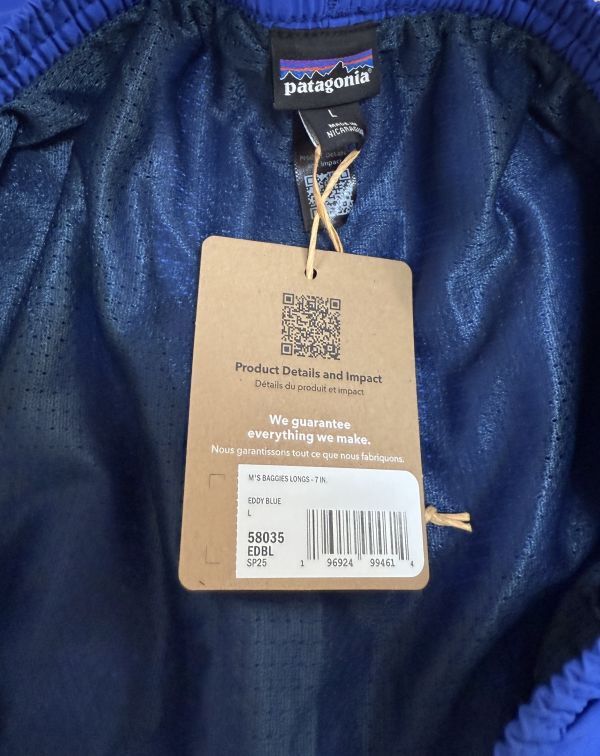 patagonia®
L
MADE IN
NICARAGUA
Product Details and Impact
Détails du produit et impact
We guarantee
everything we make.
Nous garantissons tout ce que nous fabriquons.
M'S BAGGIES LONGS - 7 IN.
EDDY BLUE
L
58035
EDBL
SP25
1 96924 99461 4